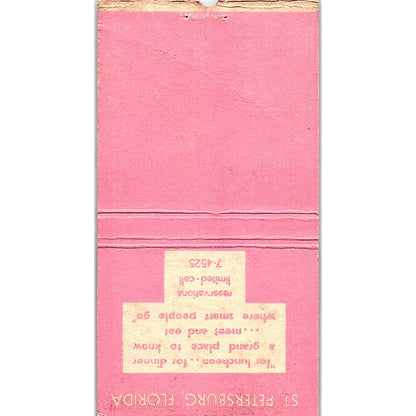 ST. PETERSBURG, FLORIDA
"for luncheon...for dinner
a grand place to know
...meet and eat
where smart people go"
reservations
limited-call
7-4525